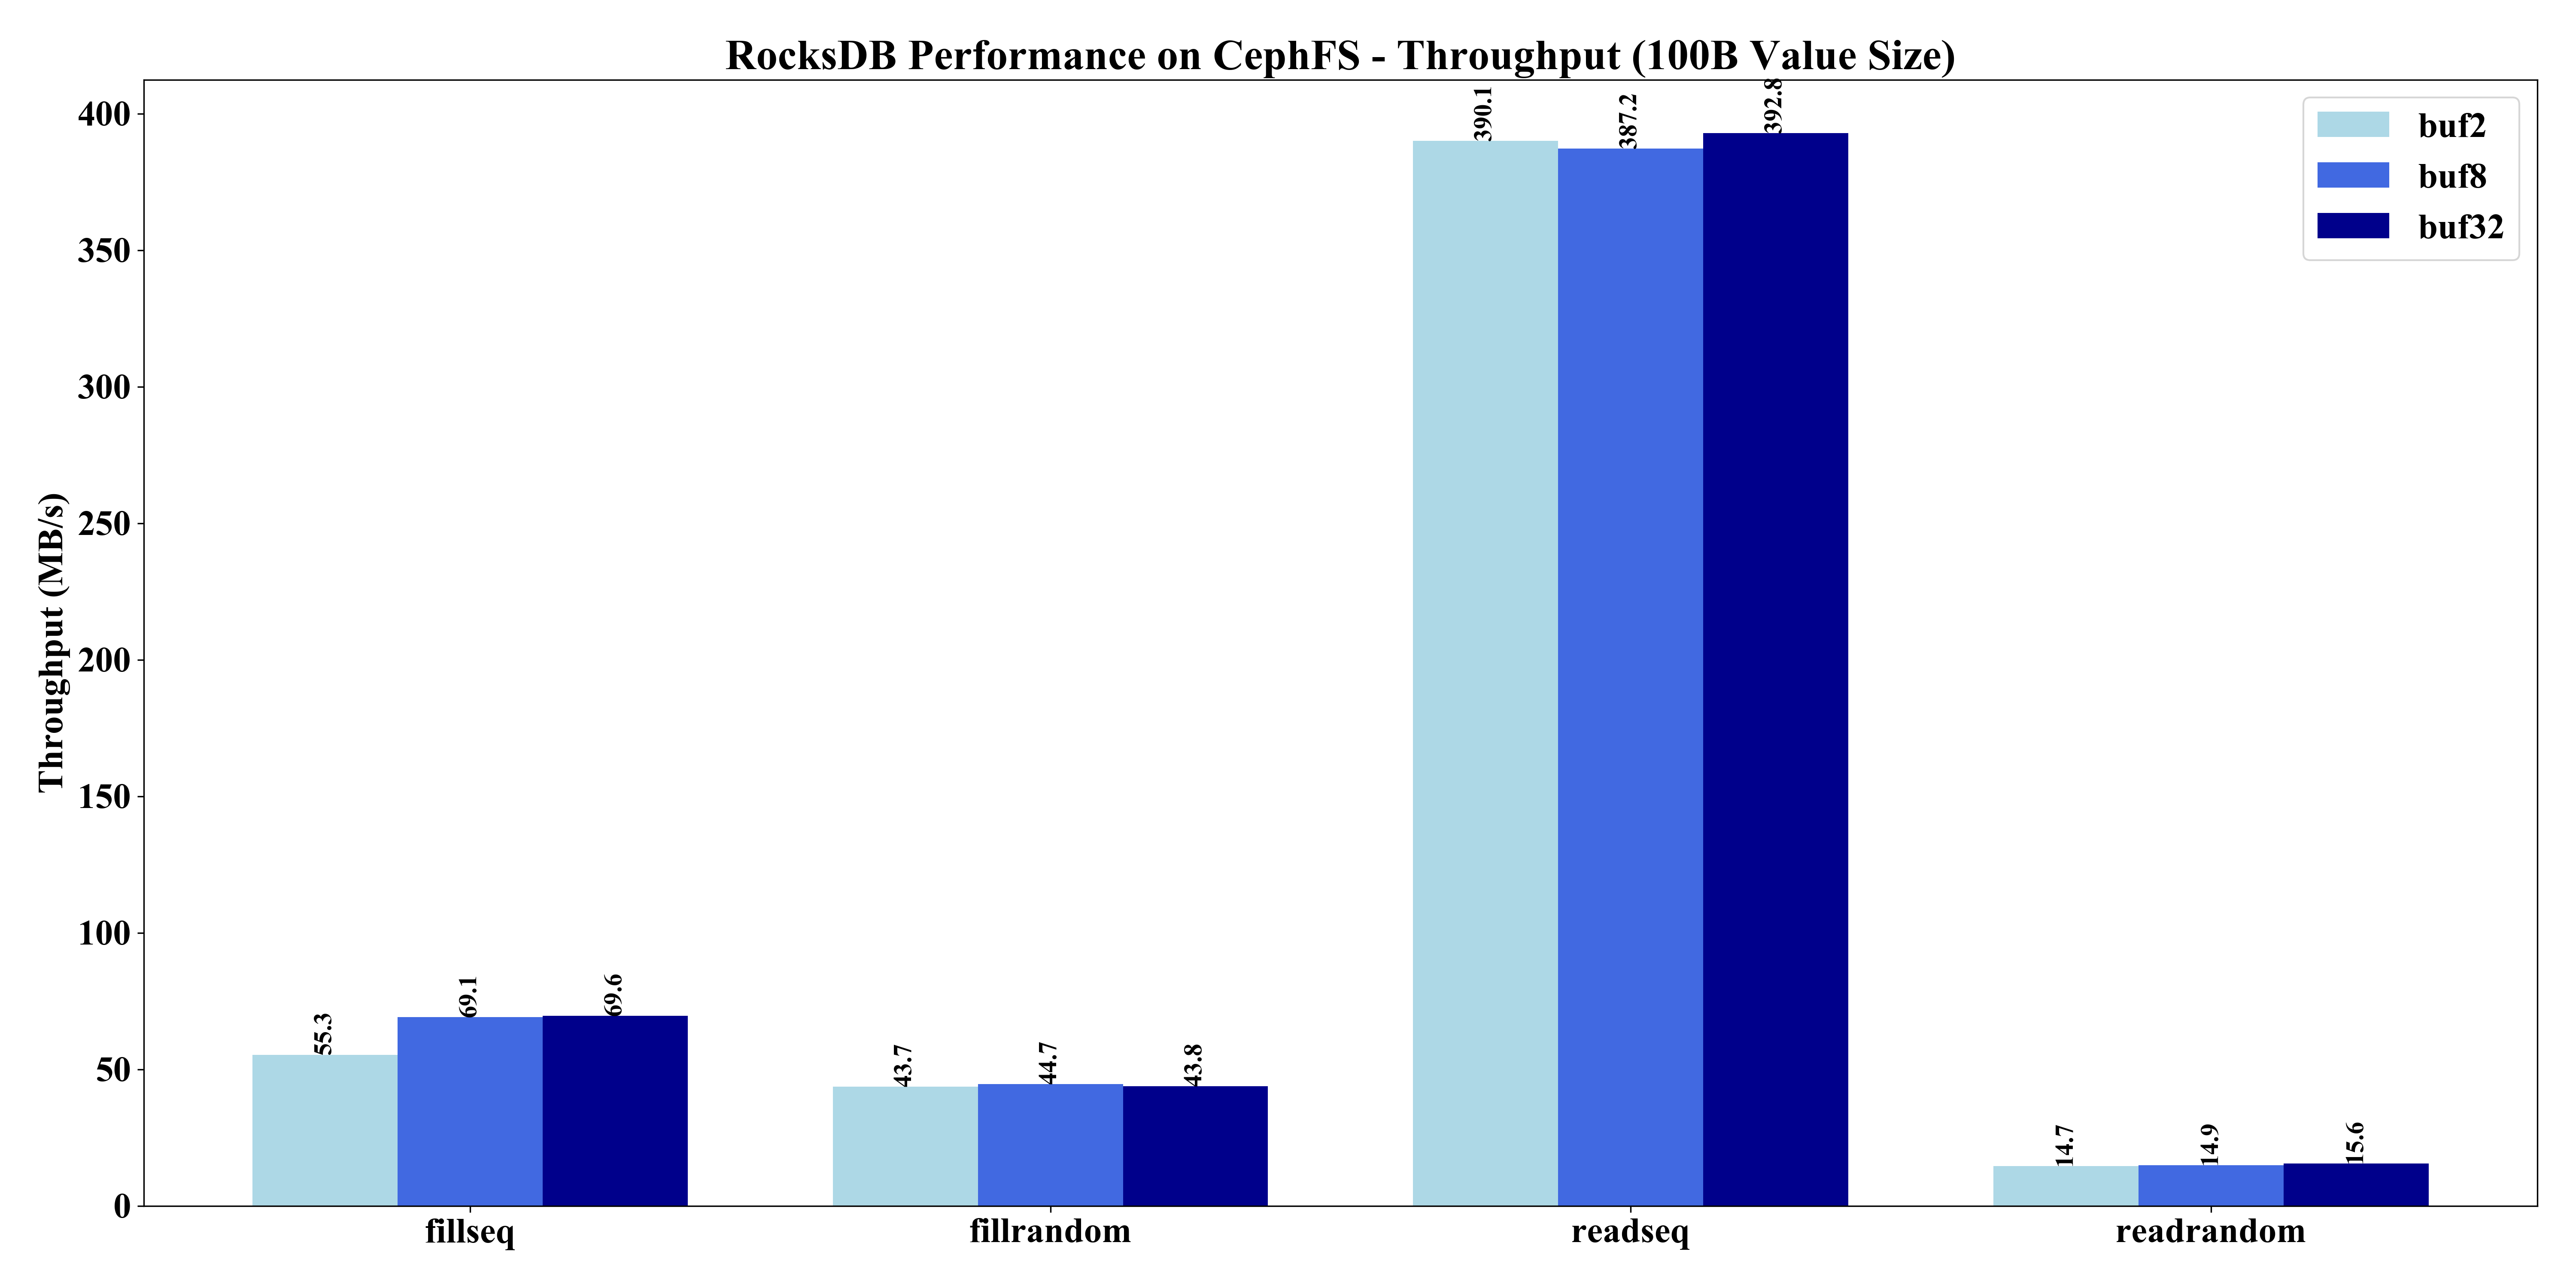 RocksDB Performance on CephFS - Throughput (100B Value Size)
Throughput (MB/s)
400
350
300
250
200
150
100
50
0
buf2
buf8
buf32
55.3
69.1
69.6
43.7
44.7
43.8
390.1
387.2
392.8
14.7
14.9
15.6
fillseq
fillrandom
readseq
readrandom